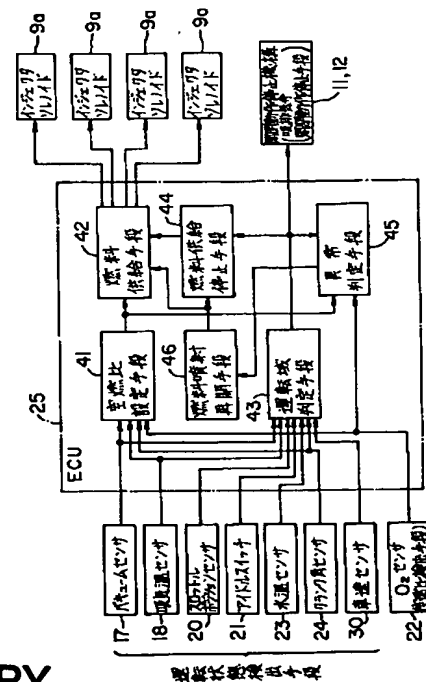 9a
インジェクタ
ソレノイド
9a
インジェクタ
ソレノイド
9a
インジェクタ
ソレノイド
9a
インジェクタ
ソレノイド
11,12
25
ECU
42
燃料
供給手段
44
燃料供給
停止手段
45
異常
判定手段
41
空燃比
設定手段
46
燃料噴射
再開手段
43
運転域
判定手段
17
バキュームセンサ
18
吸気温センサ
20
スロットル
ポジションセンサ
21
アイドルスイッチ
23
水温センサ
24
クランク角センサ
30
車速センサ
22
O₂センサ
運転状態検出手段